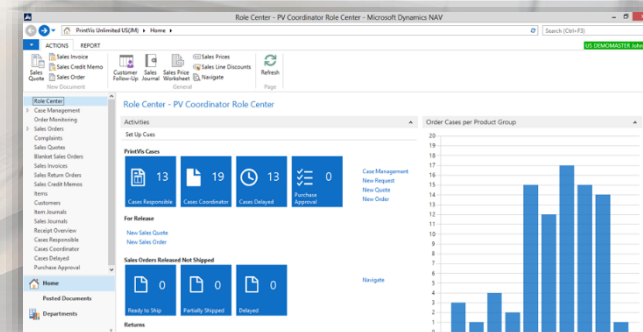 Role Center - PV Coordinator Role Center - Microsoft Dynamics NAV
PrintVis Unlimited US(JM) Home
Search (Ctrl+F3)
ACTIONS REPORT
US DEMOMASTER John
Sales Quote
Sales Invoice
Sales Credit Memo
Sales Order
New Document
Customer Follow-Up
Sales Journal
Sales Price Worksheet
Sales Prices
Sales Line Discounts
Navigate
General
Refresh
Page
Role Center
Case Management
Order Monitoring
Sales Orders
Complaints
Sales Quotes
Blanket Sales Orders
Sales Invoices
Sales Return Orders
Sales Credit Memos
Items
Customers
Item Journals
Sales Journals
Receipt Overview
Cases Responsible
Cases Coordinator
Cases Delayed
Purchase Approval
Home
Posted Documents
Departments
Role Center - PV Coordinator Role Center
Activities
Set Up Cues
PrintVis Cases
13
Cases Responsible
19
Cases Coordinator
13
Cases Delayed
0
Purchase Approval
Case Management
New Request
New Quote
New Order
For Release
New Sales Quote
New Sales Order
Sales Orders Released Not Shipped
0
Ready to Ship
0
Partially Shipped
0
Delayed
Navigate
Returns
Order Cases per Product Group
20
19
18
17
16
15
14
13
12
11
10
9
8
7
6
5
4
3
2
1
0